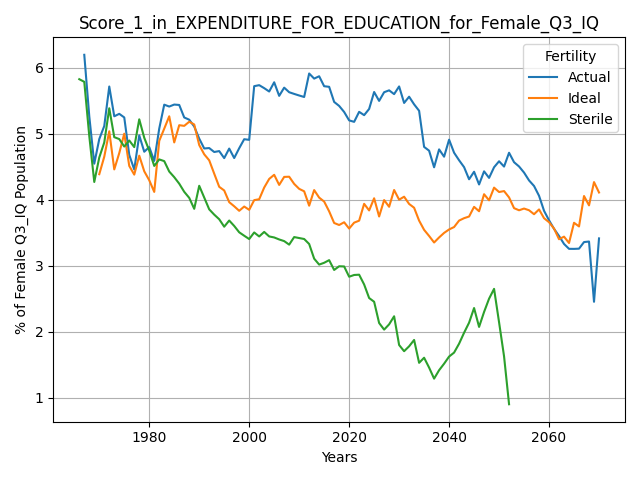 Score_1_in_EXPENDITURE_FOR_EDUCATION_for_Female_Q3_IQ
Fertility
Actual
Ideal
Sterile
% of Female Q3_IQ Population
6
5
4
3
2
1
1980 2000 2020 2040 2060
Years